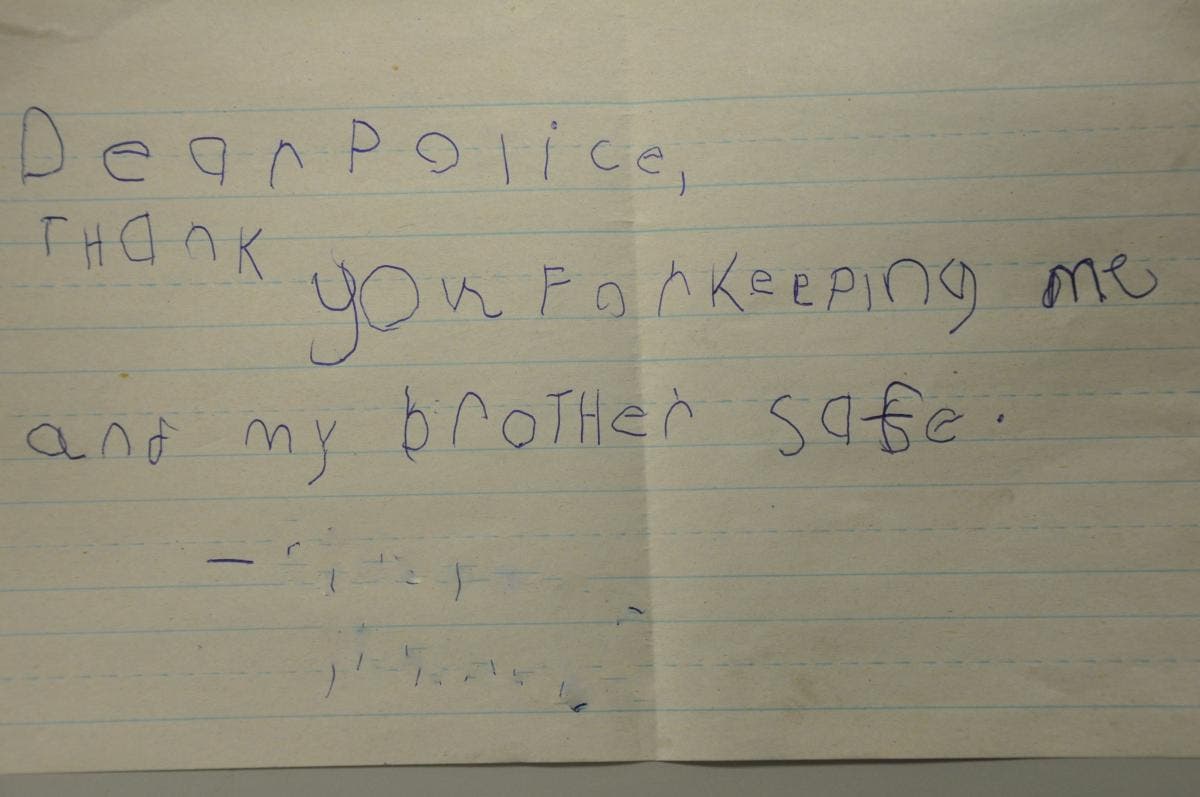 Dear Police,
THanK
you For Keeping me
and my broTHer safe.
-